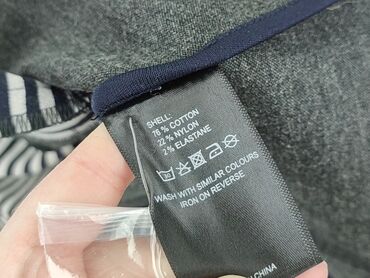 SHELL:
76 % COTTON
22 % NYLON
2 % ELASTANE
WASH WITH SIMILAR COLOURS
IRON ON REVERSE
CHINA